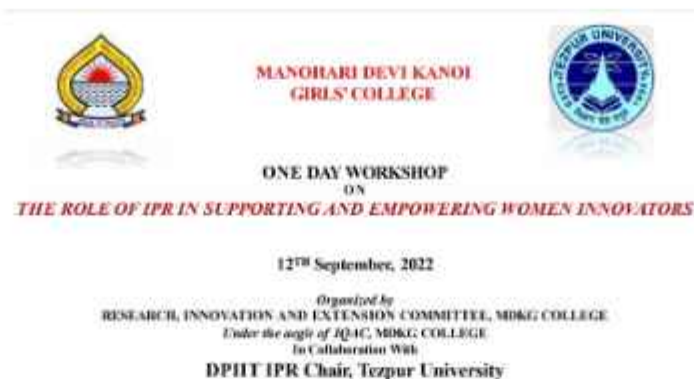 MANOHARI DEVI KANOI
GIRLS' COLLEGE
TEZPUR UNIVERSITY
ONE DAY WORKSHOP
ON
THE ROLE OF IPR IN SUPPORTING AND EMPOWERING WOMEN INNOVATORS
12TH September, 2022
Organized by
RESEARCH, INNOVATION AND EXTENSION COMMITTEE, MDKG COLLEGE
Under the aegis of IQAC, MDKG COLLEGE
In Collaboration With
DPIIT IPR Chair, Tezpur University